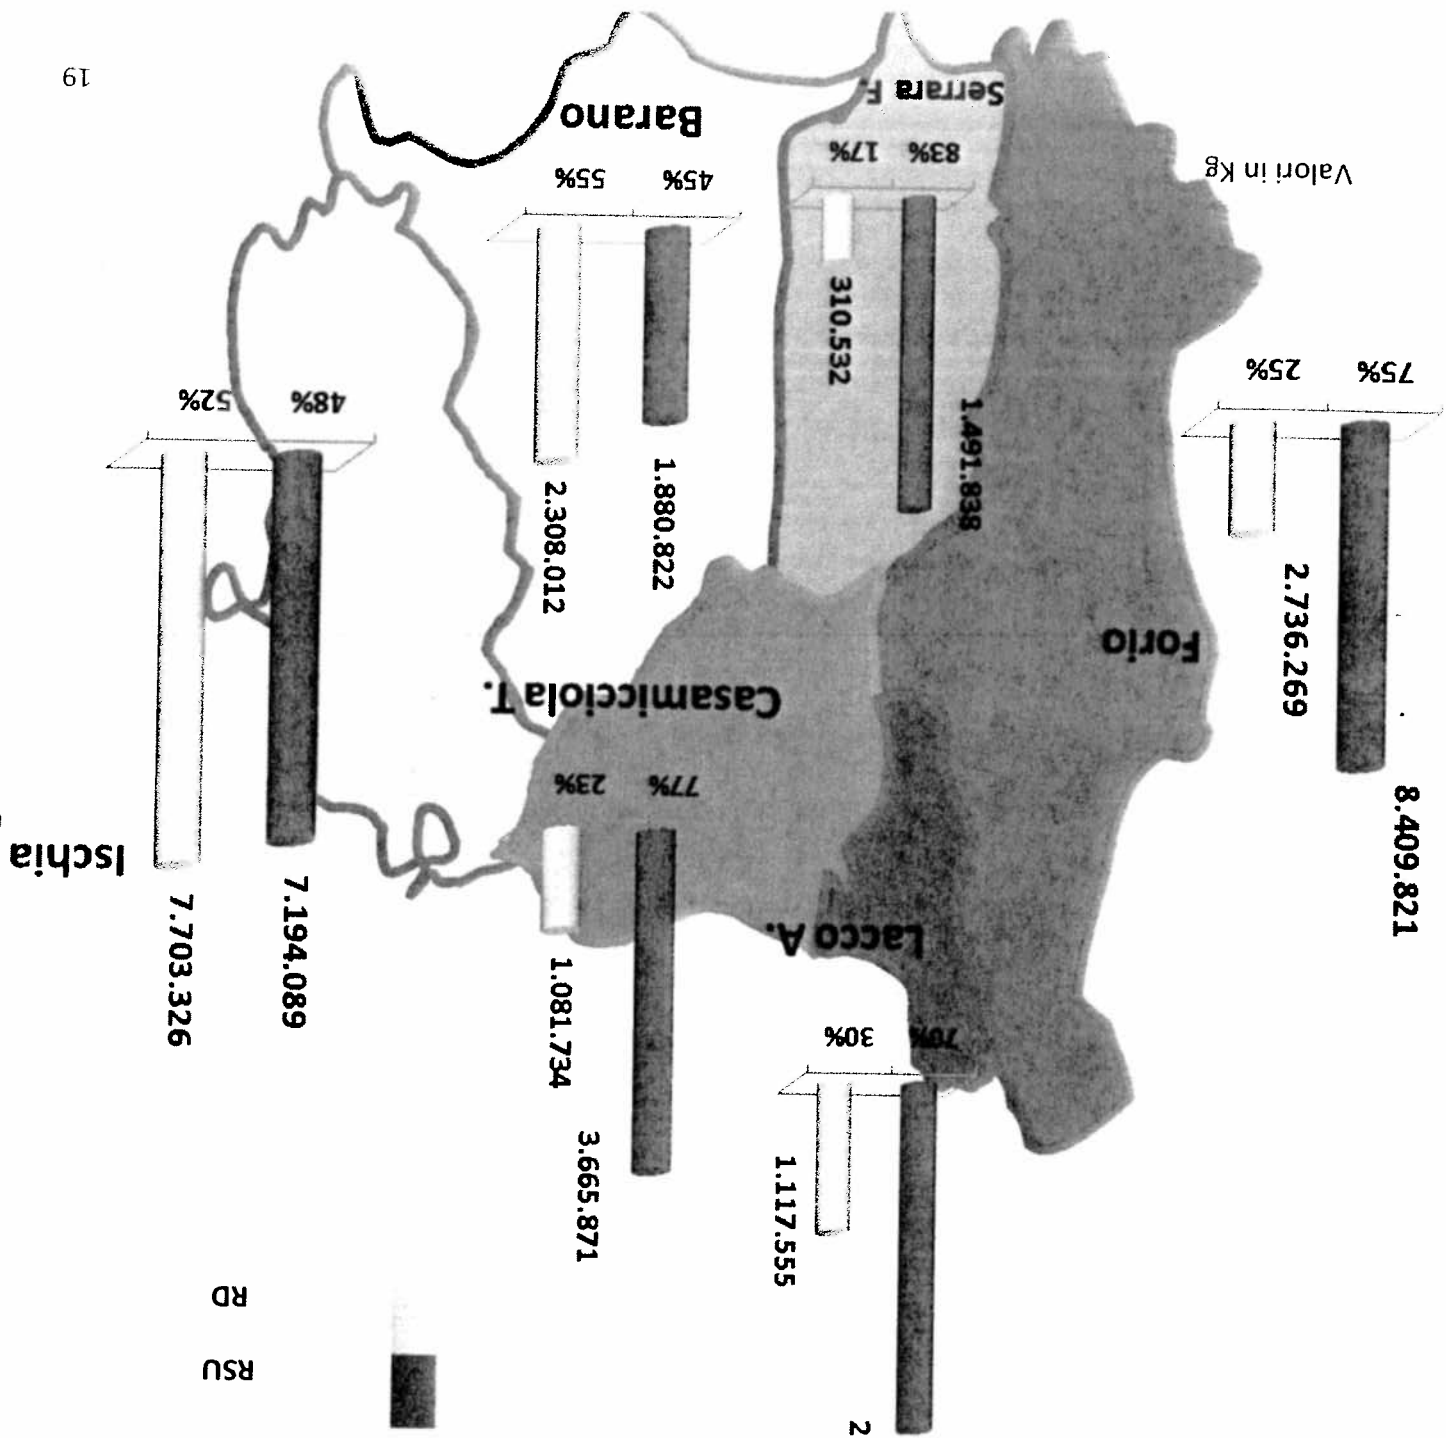 RSU
RD
2
1.117.555
70%
30%
Lacco A.
3.665.871
1.081.734
77%
23%
Casamicciola T.
8.409.821
2.736.269
75%
25%
Forio
Ischia
7.194.089
7.703.326
48%
52%
1.880.822
2.308.012
45%
55%
Barano
1.491.838
310.532
83%
17%
Serrara F.
Valori in Kg
19